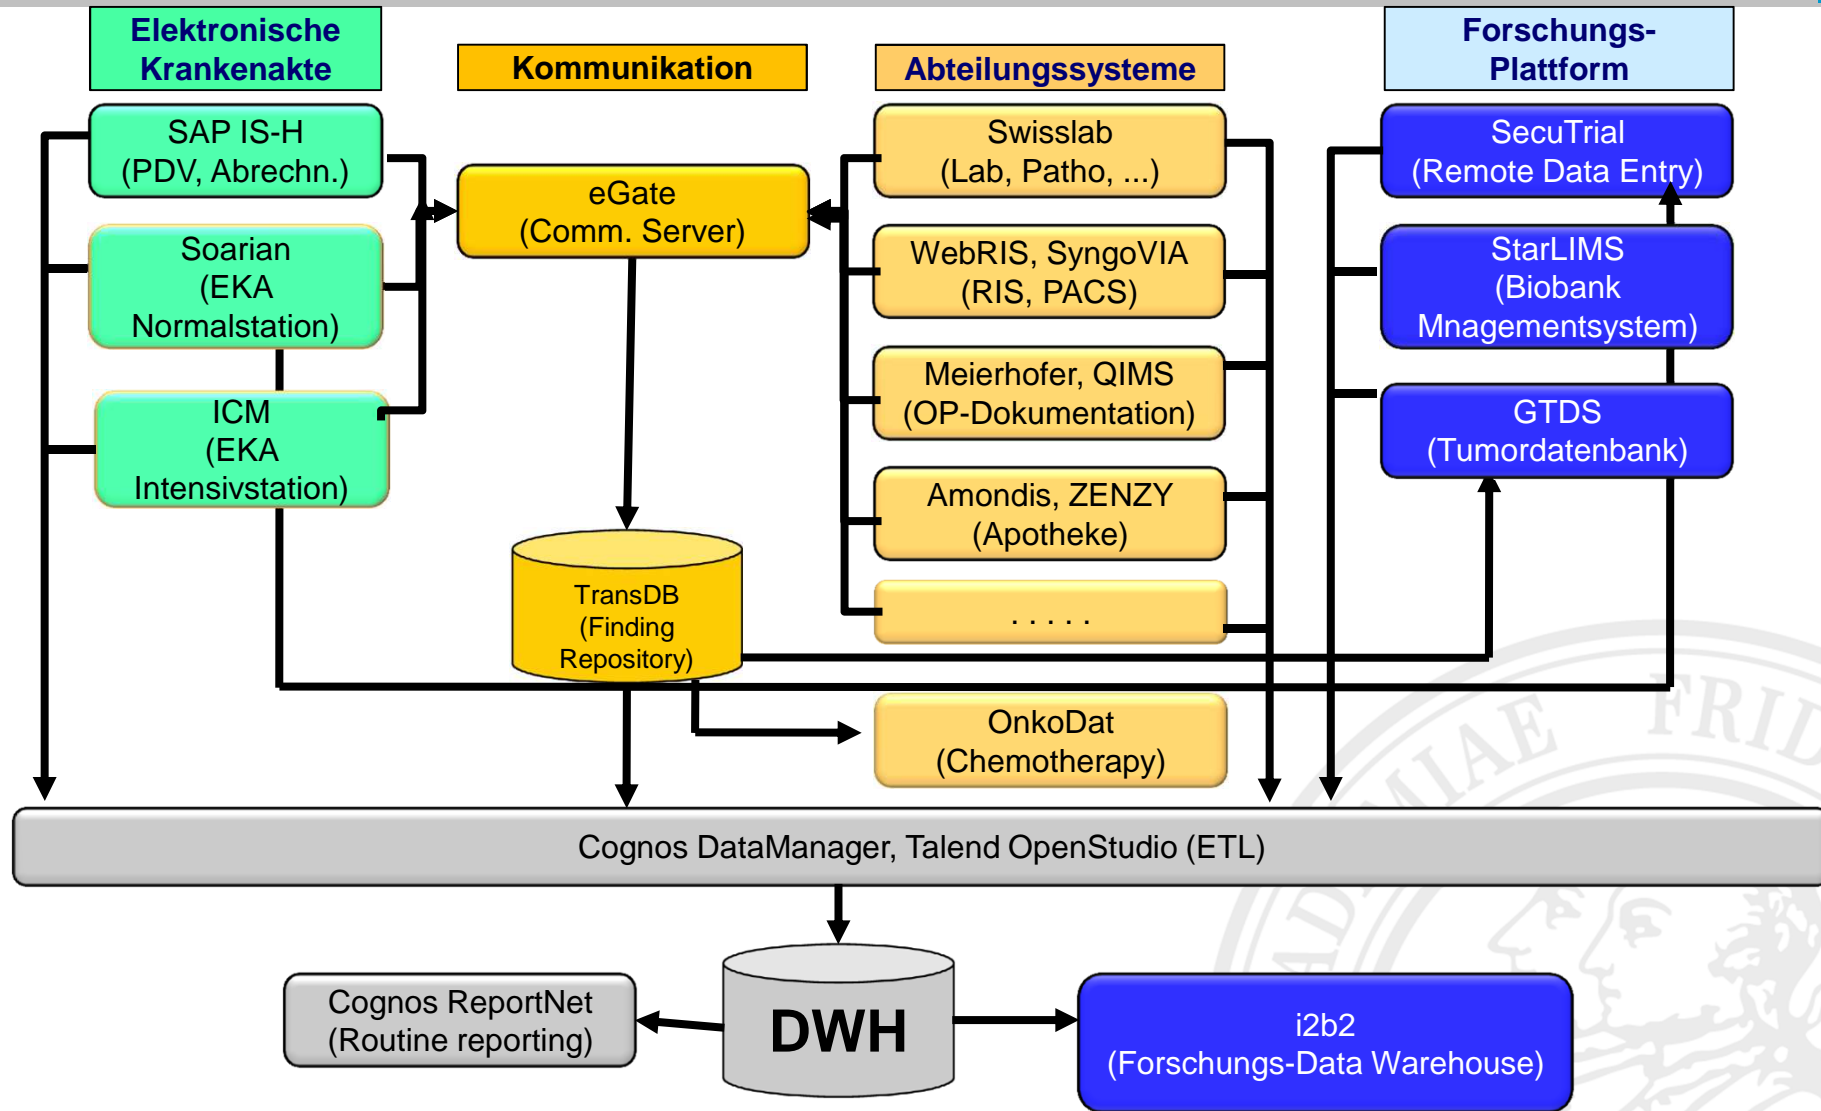 Elektronische
Krankenakte
Kommunikation
Abteilungssysteme
Forschungs-
Plattform
SAP IS-H
(PDV, Abrechn.)
Soarian
(EKA
Normalstation)
ICM
(EKA
Intensivstation)
eGate
(Comm. Server)
TransDB
(Finding
Repository)
Swisslab
(Lab, Patho, ...)
WebRIS, SyngoVIA
(RIS, PACS)
Meierhofer, QIMS
(OP-Dokumentation)
Amondis, ZENZY
(Apotheke)
. . . . .
OnkoDat
(Chemotherapy)
SecuTrial
(Remote Data Entry)
StarLIMS
(Biobank
Mnagementsystem)
GTDS
(Tumordatenbank)
Cognos DataManager, Talend OpenStudio (ETL)
Cognos ReportNet
(Routine reporting)
DWH
i2b2
(Forschungs-Data Warehouse)